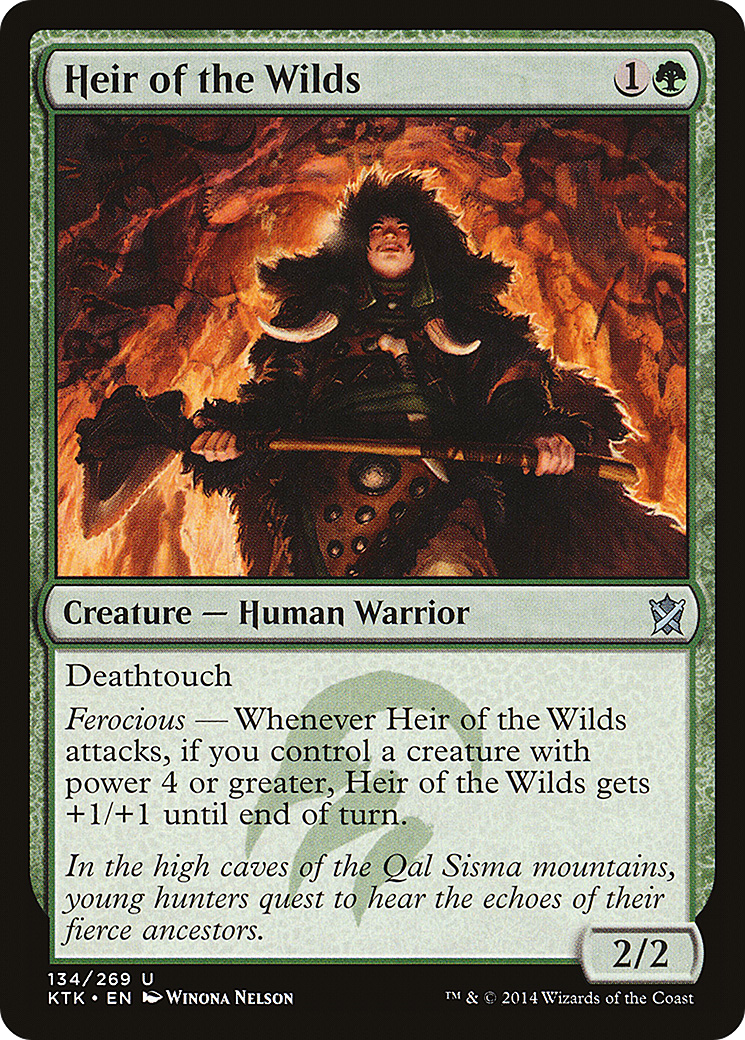 Heir of the Wilds 1
Creature — Human Warrior
Deathtouch
Ferocious — Whenever Heir of the Wilds
attacks, if you control a creature with
power 4 or greater, Heir of the Wilds gets
+1/+1 until end of turn.
In the high caves of the Qal Sisma mountains,
young hunters quest to hear the echoes of their
fierce ancestors.
2/2
134/269 U
KTK • EN Winona Nelson
™ & © 2014 Wizards of the Coast